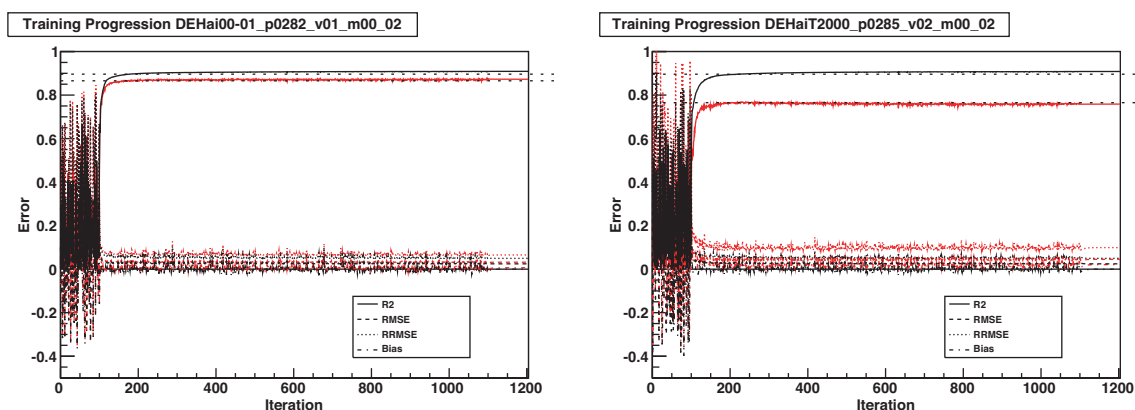 Training Progression DEHai00-01_p0282_v01_m00_02
Error
1
0.8
0.6
0.4
0.2
0
-0.2
-0.4
R2
RMSE
RRMSE
Bias
0 200 400 600 800 1000 1200
Iteration
Training Progression DEHaiT2000_p0285_v02_m00_02
Error
1
0.8
0.6
0.4
0.2
0
-0.2
-0.4
R2
RMSE
RRMSE
Bias
0 200 400 600 800 1000 1200
Iteration